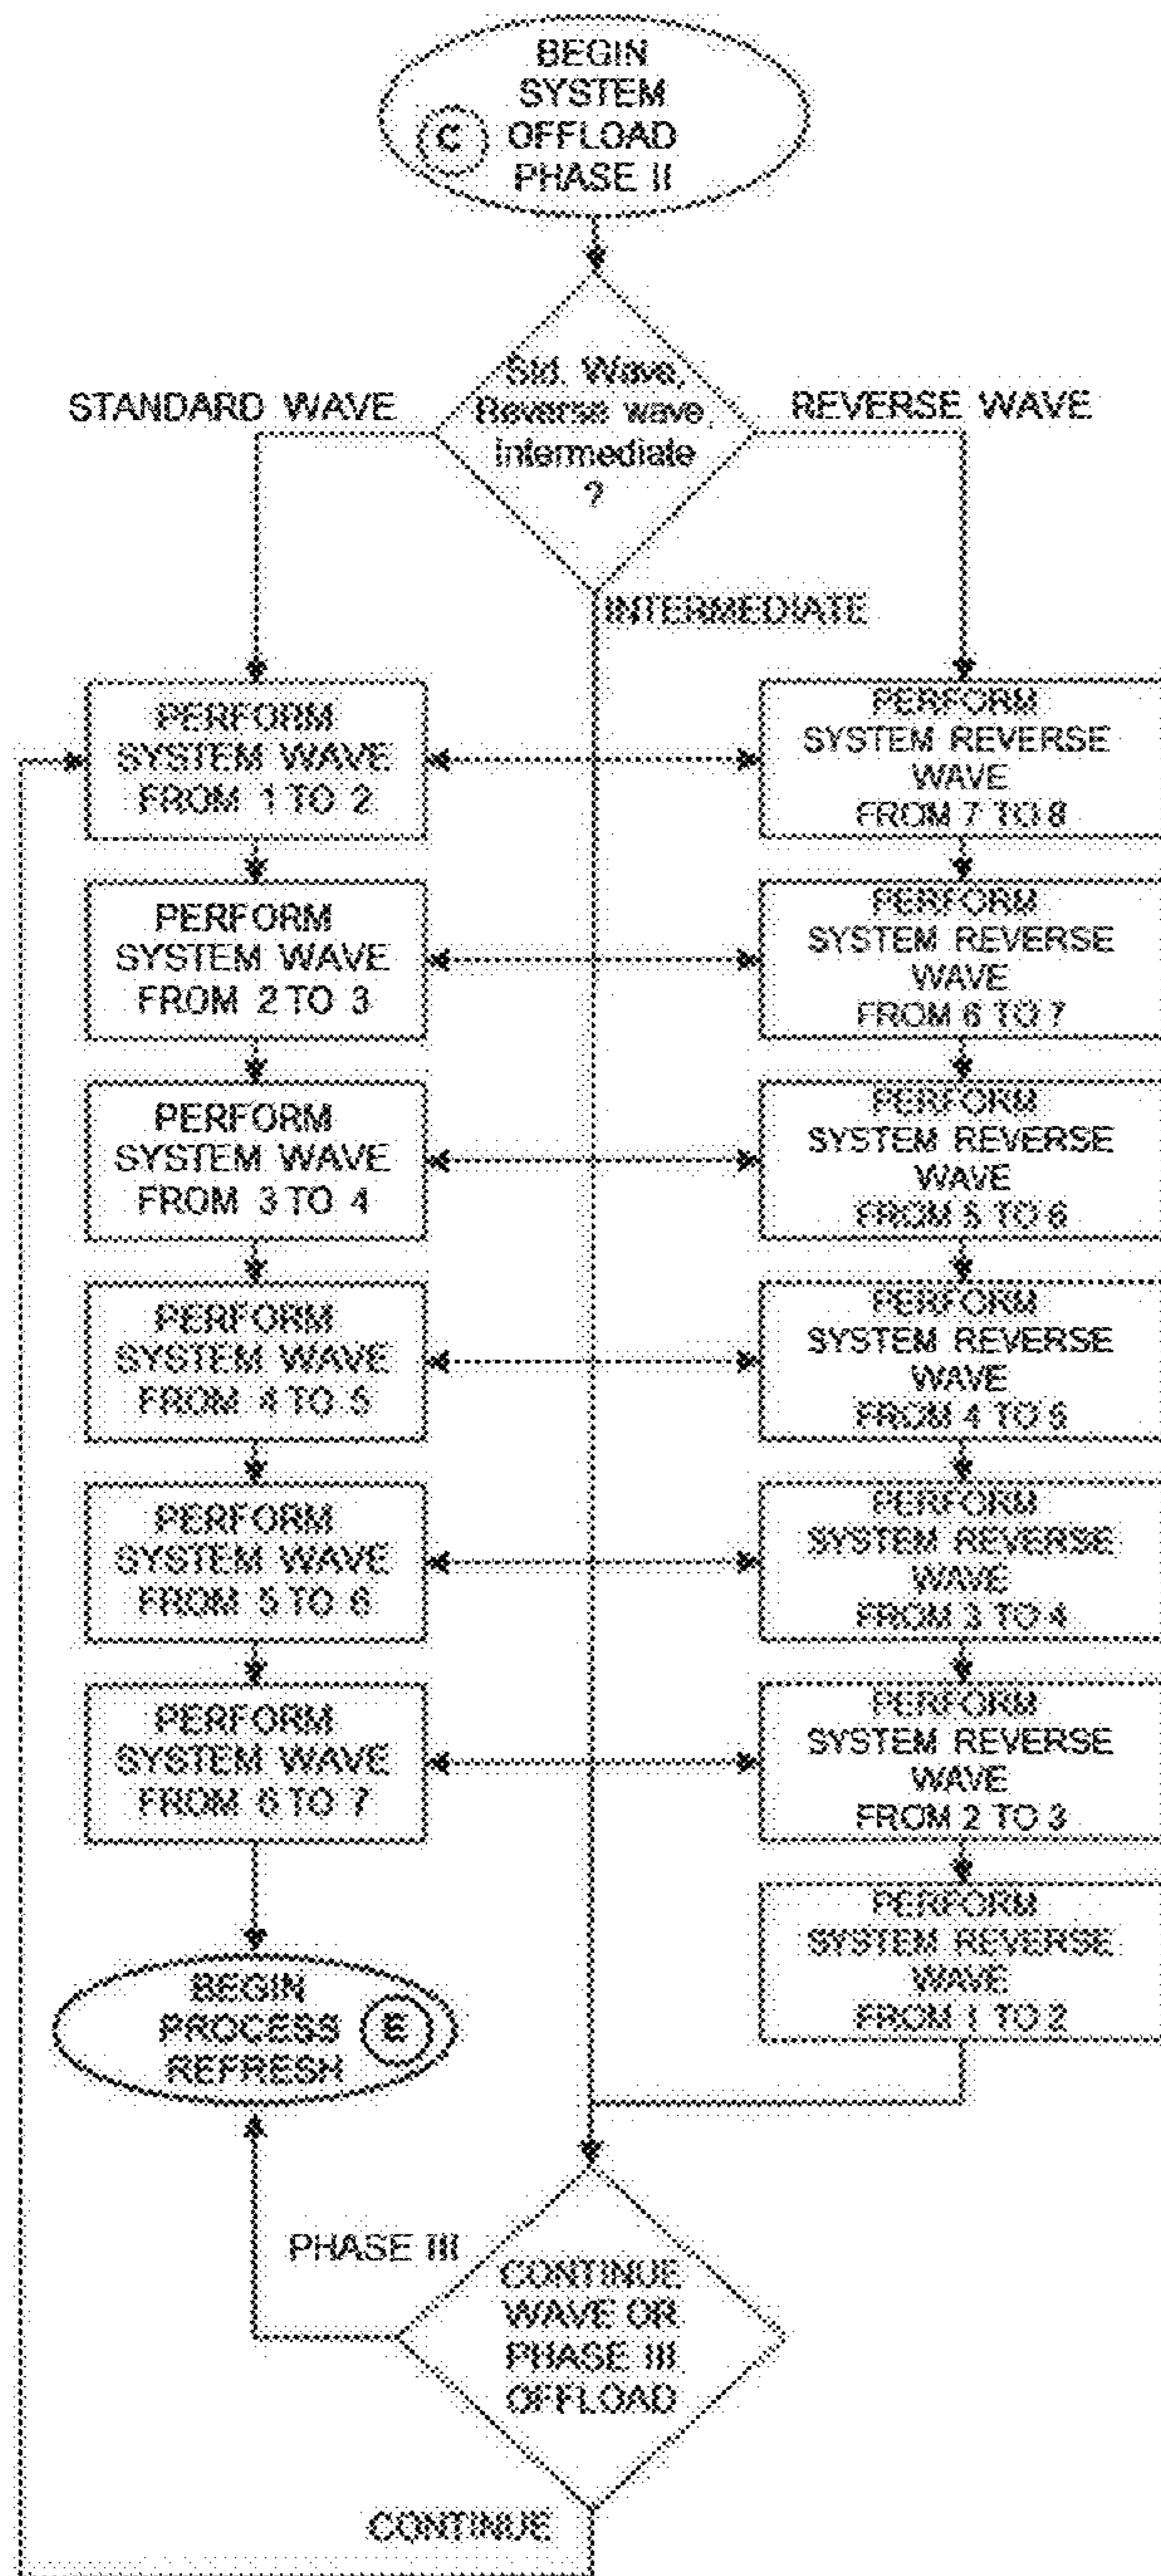 BEGIN
SYSTEM
OFFLOAD
PHASE II
C
Std. Wave,
Reverse wave,
Intermediate
?
STANDARD WAVE
REVERSE WAVE
INTERMEDIATE
PERFORM
SYSTEM WAVE
FROM 1 TO 2
PERFORM
SYSTEM REVERSE
WAVE
FROM 7 TO 8
PERFORM
SYSTEM WAVE
FROM 2 TO 3
PERFORM
SYSTEM REVERSE
WAVE
FROM 6 TO 7
PERFORM
SYSTEM WAVE
FROM 3 TO 4
PERFORM
SYSTEM REVERSE
WAVE
FROM 5 TO 6
PERFORM
SYSTEM WAVE
FROM 4 TO 5
PERFORM
SYSTEM REVERSE
WAVE
FROM 4 TO 5
PERFORM
SYSTEM WAVE
FROM 5 TO 6
PERFORM
SYSTEM REVERSE
WAVE
FROM 3 TO 4
PERFORM
SYSTEM WAVE
FROM 6 TO 7
PERFORM
SYSTEM REVERSE
WAVE
FROM 2 TO 3
PERFORM
SYSTEM REVERSE
WAVE
FROM 1 TO 2
BEGIN
PROCESS
REFRESH
E
PHASE III
CONTINUE
WAVE OR
PHASE III
OFFLOAD
CONTINUE